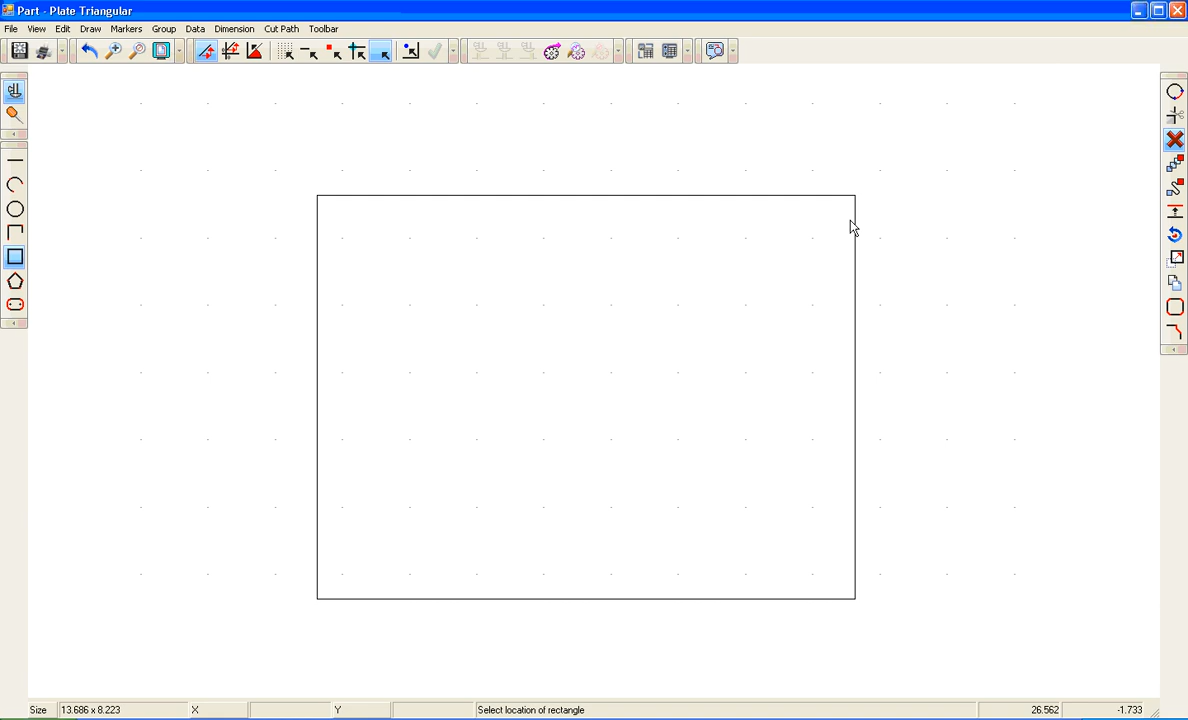 Part - Plate Triangular
File View Edit Draw Markers Group Data Dimension Cut Path Toolbar
Size 13.686 x 8.223 X Y Select location of rectangle 26.562 -1.733